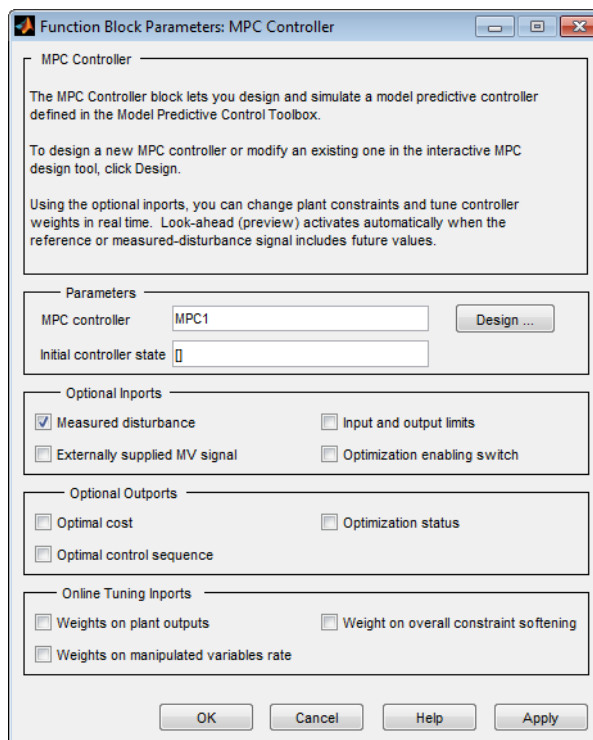 Function Block Parameters: MPC Controller
MPC Controller
The MPC Controller block lets you design and simulate a model predictive controller
defined in the Model Predictive Control Toolbox.
To design a new MPC controller or modify an existing one in the interactive MPC
design tool, click Design.
Using the optional inports, you can change plant constraints and tune controller
weights in real time.  Look-ahead (preview) activates automatically when the
reference or measured-disturbance signal includes future values.
Parameters
MPC controller MPC1 Design ...
Initial controller state []
Optional Inports
Measured disturbance Input and output limits
Externally supplied MV signal Optimization enabling switch
Optional Outports
Optimal cost Optimization status
Optimal control sequence
Online Tuning Inports
Weights on plant outputs Weight on overall constraint softening
Weights on manipulated variables rate
OK Cancel Help Apply